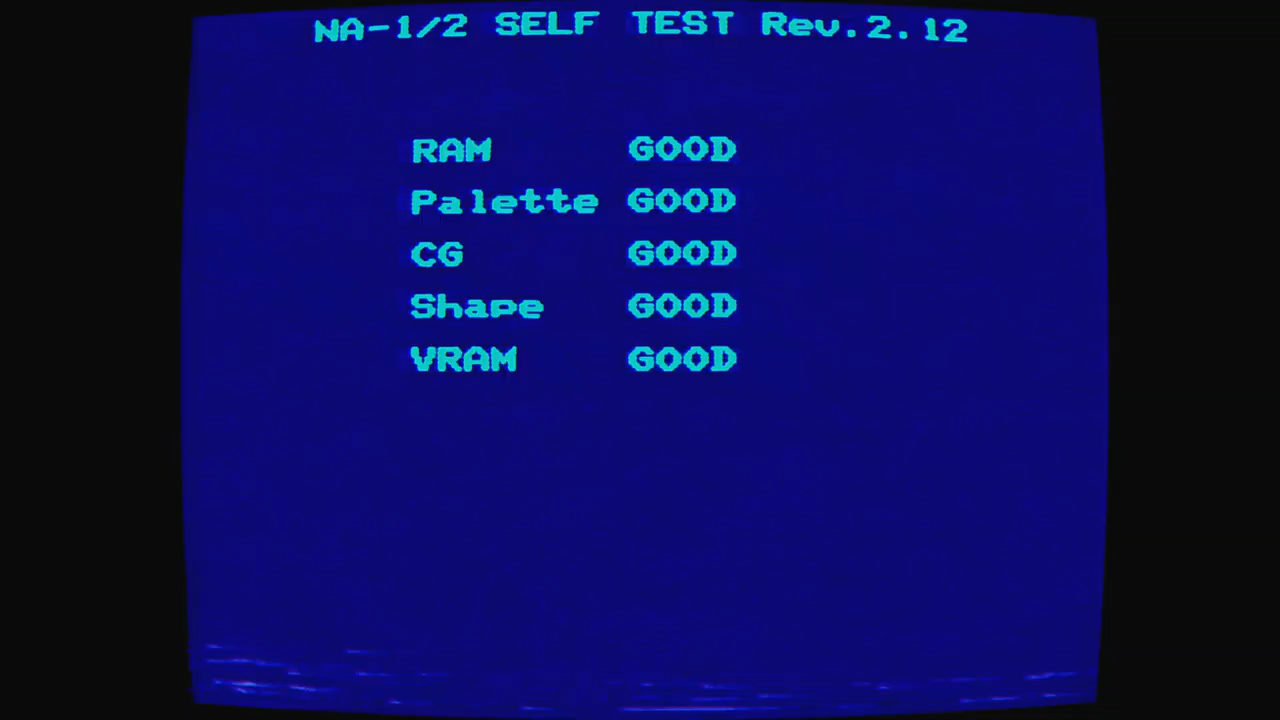 NA-1/2 SELF TEST Rev.2.12
RAM GOOD
Palette GOOD
CG GOOD
Shape GOOD
VRAM GOOD